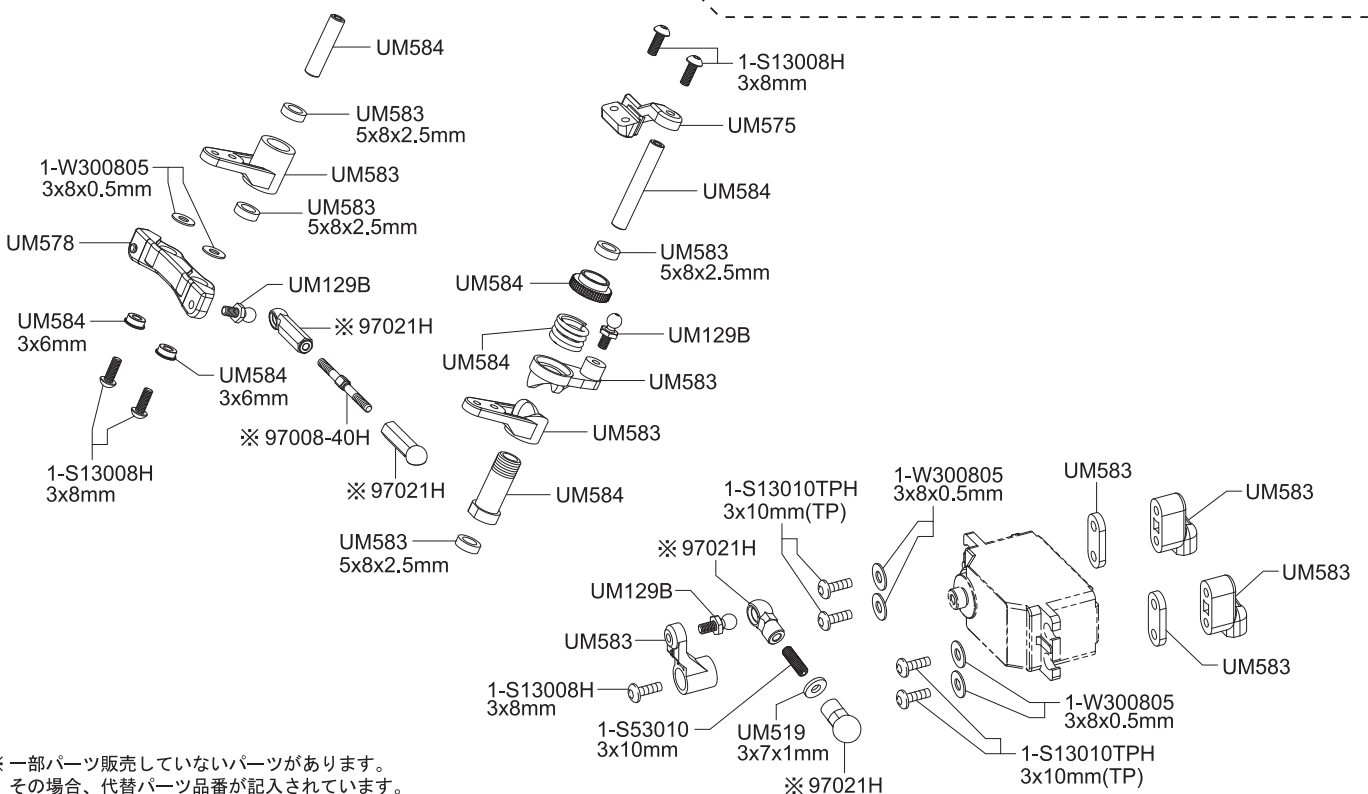 UM584
UM583
5x8x2.5mm
UM583
1-W300805
3x8x0.5mm
UM583
5x8x2.5mm
UM578
UM129B
※ 97021H
UM584
3x6mm
UM584
3x6mm
※ 97008-40H
1-S13008H
3x8mm
※ 97021H
1-S13008H
3x8mm
UM575
UM584
UM583
5x8x2.5mm
UM584
UM129B
UM584
UM583
UM583
UM584
UM583
5x8x2.5mm
1-S13010TPH
3x10mm(TP)
1-W300805
3x8x0.5mm
UM583
UM583
※ 97021H
UM583
UM129B
UM583
UM583
1-S13008H
3x8mm
1-W300805
3x8x0.5mm
1-S53010
3x10mm
UM519
3x7x1mm
1-S13010TPH
3x10mm(TP)
※ 97021H
※ 一部パーツ販売していないパーツがあります。
その場合、代替パーツ品番が記入されています。